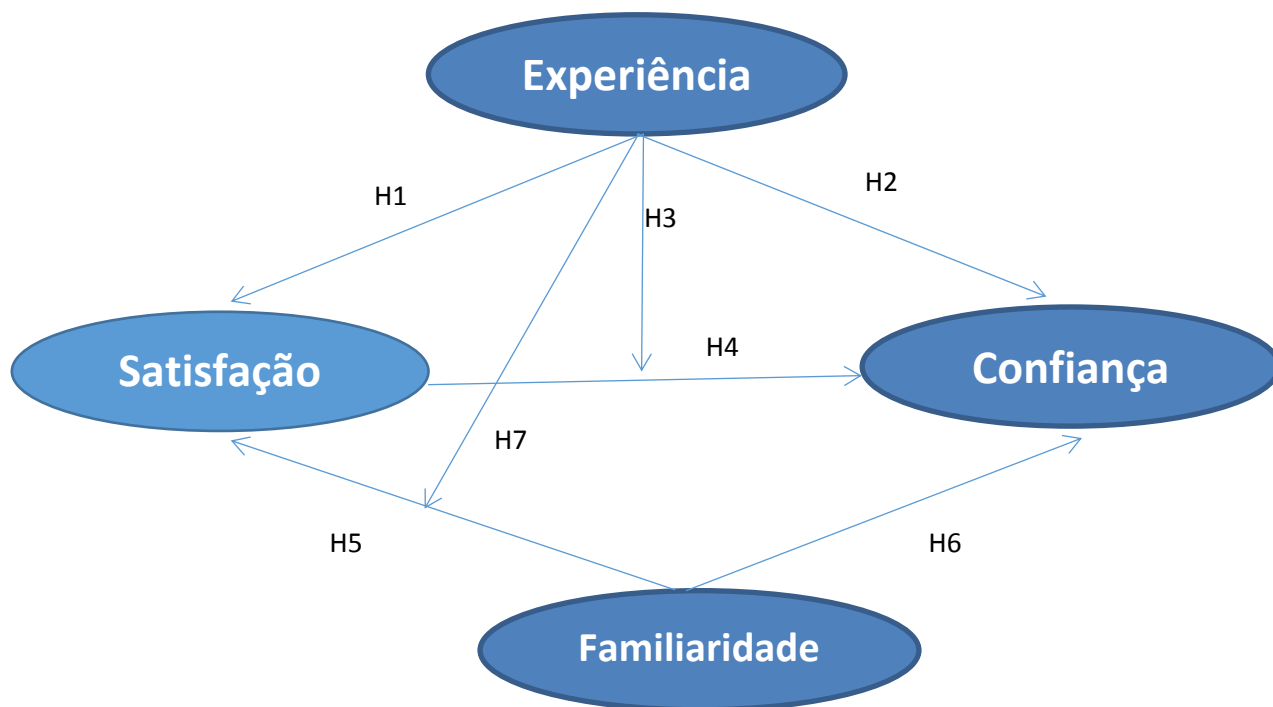 Experiência
H1
H2
H3
H4
Satisfação
Confiança
H7
H5
H6
Familiaridade